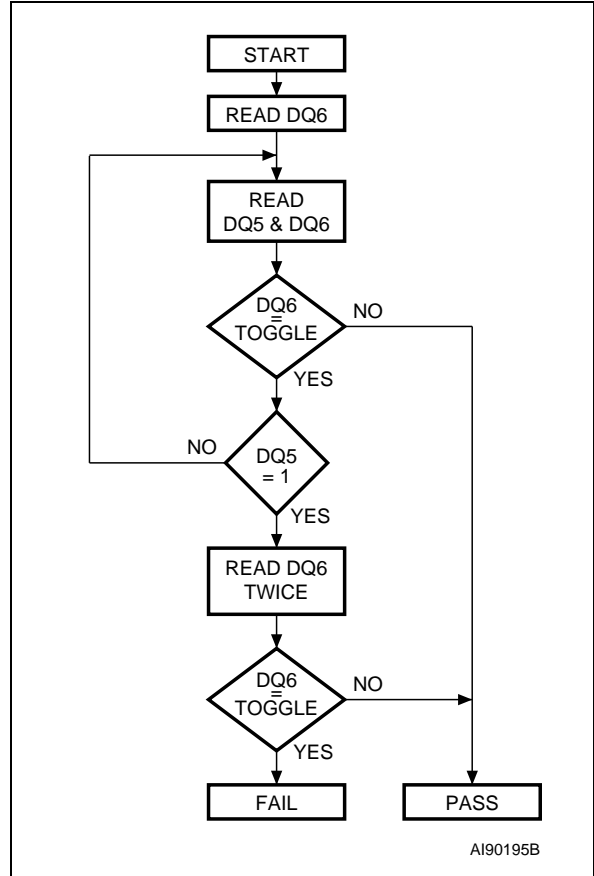 START
READ DQ6
READ
DQ5 & DQ6
DQ6
=
TOGGLE
NO
YES
NO
DQ5
= 1
YES
READ DQ6
TWICE
DQ6
=
TOGGLE
NO
YES
FAIL
PASS
AI90195B